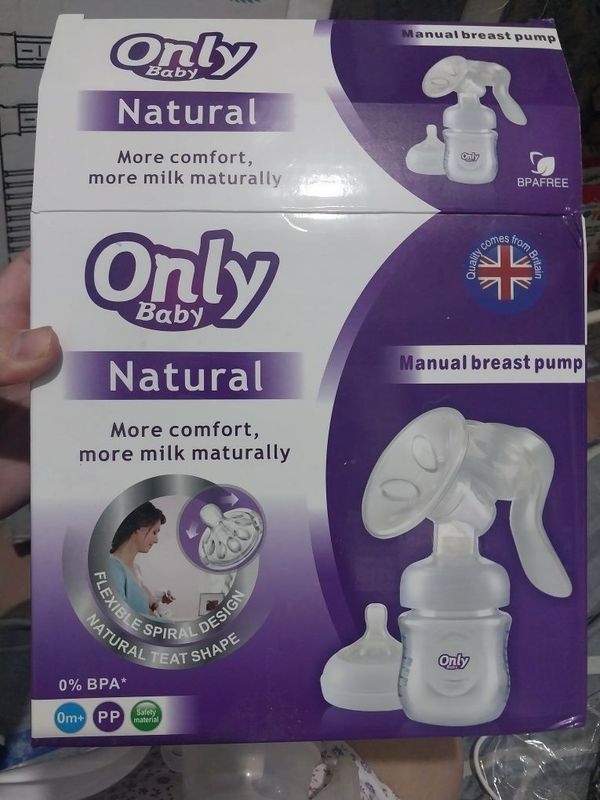 Only
Baby
Natural
More comfort,
more milk maturally
Manual breast pump
Only
BPAFREE
Only
Baby
Natural
More comfort,
more milk maturally
Quality comes from Britain
Manual breast pump
FLEXIBLE SPIRAL DESIGN
NATURAL TEAT SHAPE
Only
Baby
0% BPA*
0m+
PP
Safety
material